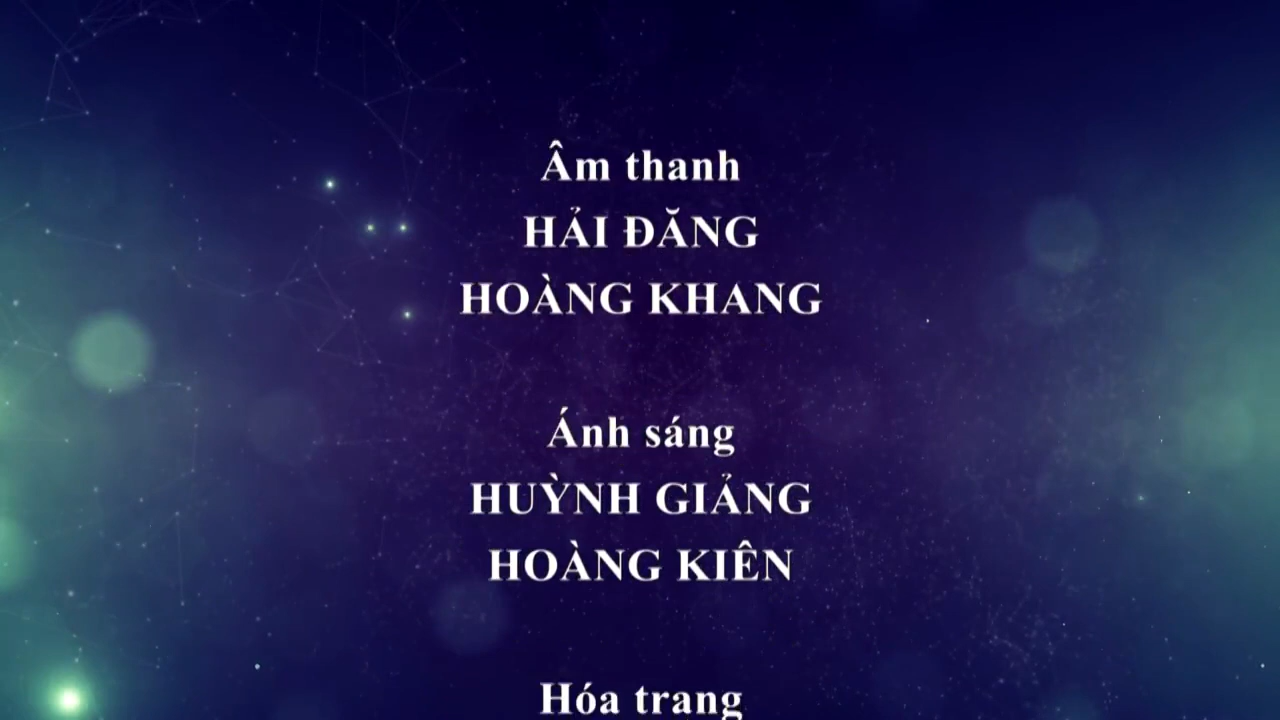 Âm thanh
HẢI ĐĂNG
HOÀNG KHANG
Ánh sáng
HUỲNH GIẢNG
HOÀNG KIÊN
Hóa trang